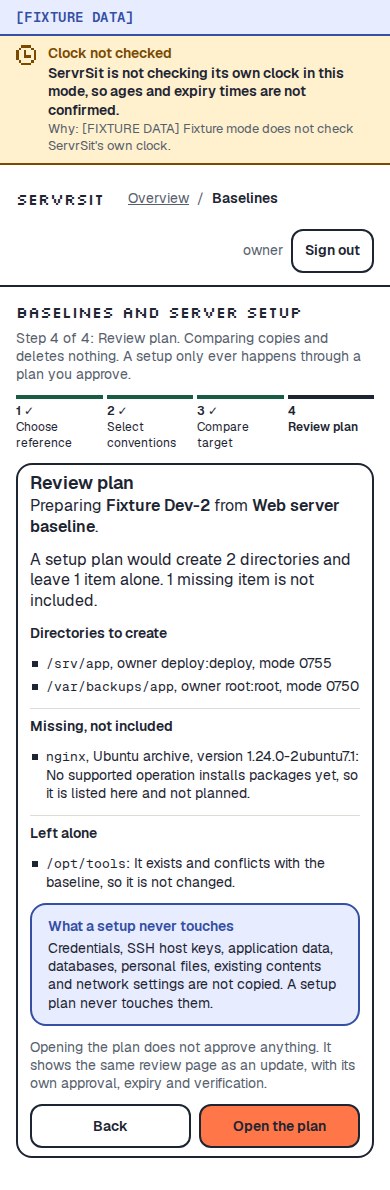 [FIXTURE DATA]
Clock not checked
ServrSit is not checking its own clock in this
mode, so ages and expiry times are not
confirmed.
Why: [FIXTURE DATA] Fixture mode does not check
ServrSit's own clock.
SERVRSIT
Overview / Baselines
owner
Sign out
BASELINES AND SERVER SETUP
Step 4 of 4: Review plan. Comparing copies and
deletes nothing. A setup only ever happens through a
plan you approve.
1 ✓
Choose
reference
2 ✓
Select
conventions
3 ✓
Compare
target
4
Review plan
Review plan
Preparing Fixture Dev-2 from Web server
baseline.
A setup plan would create 2 directories and
leave 1 item alone. 1 missing item is not
included.
Directories to create
/srv/app, owner deploy:deploy, mode 0755
/var/backups/app, owner root:root, mode 0750
Missing, not included
nginx, Ubuntu archive, version 1.24.0-2ubuntu7.1:
No supported operation installs packages yet, so
it is listed here and not planned.
Left alone
/opt/tools: It exists and conflicts with the
baseline, so it is not changed.
What a setup never touches
Credentials, SSH host keys, application data,
databases, personal files, existing contents
and network settings are not copied. A setup
plan never touches them.
Opening the plan does not approve anything. It
shows the same review page as an update, with its
own approval, expiry and verification.
Back
Open the plan